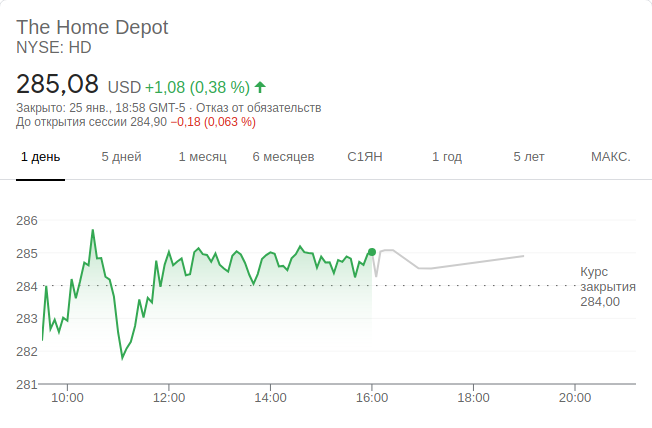 The Home Depot
NYSE: HD
285,08 USD +1,08 (0,38 %)
Закрыто: 25 янв., 18:58 GMT-5 · Отказ от обязательств
До открытия сессии 284,90 −0,18 (0,063 %)
1 день 5 дней 1 месяц 6 месяцев С1ЯН 1 год 5 лет МАКС.
286
285
284
283
282
281
Курс
закрытия
284,00
10:00 12:00 14:00 16:00 18:00 20:00